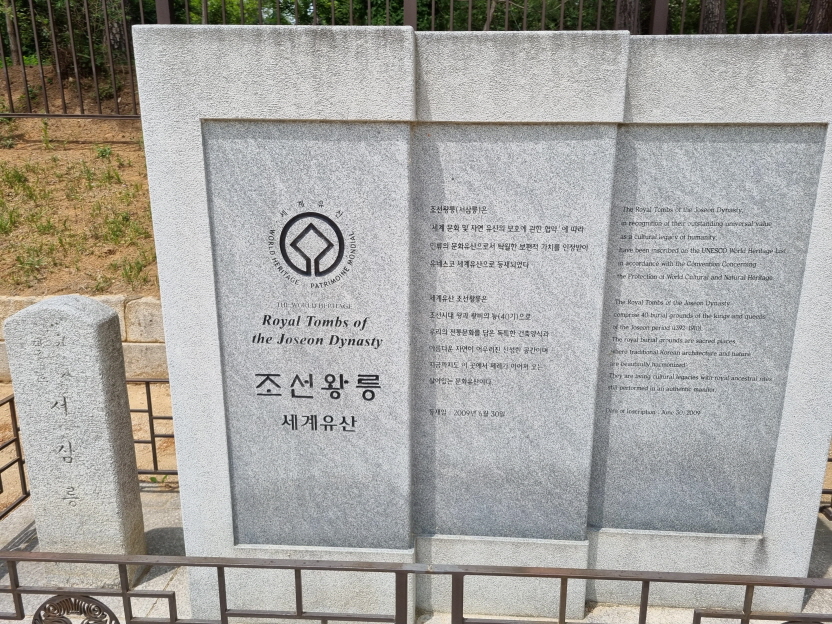 서
삼
릉
세계유산
WORLD HERITAGE · PATRIMOINE MONDIAL
THE WORLD HERITAGE
Royal Tombs of
the Joseon Dynasty
조선왕릉
세계유산
조선왕릉(서삼릉)은
'세계 문화 및 자연 유산의 보호에 관한 협약' 에 따라
인류의 문화유산으로서 탁월한 보편적 가치를 인정받아
유네스코 세계유산으로 등재되었다.
세계유산 조선왕릉은
조선시대 왕과 왕비의 능(40기)으로
우리의 전통문화를 담은 독특한 건축양식과
아름다운 자연이 어우러진 신성한 공간이며
지금까지도 이 곳에서 제례가 이어져 오는
살아있는 문화유산이다.
등재일 : 2009년 6월 30일
The Royal Tombs of the Joseon Dynasty,
in recognition of their outstanding universal value
as a cultural legacy of humanity,
have been inscribed on the UNESCO World Heritage List
in accordance with the Convention Concerning
the Protection of World Cultural and Natural Heritage.
The Royal Tombs of the Joseon Dynasty
comprise 40 burial grounds of the kings and queens
of the Joseon period (1392-1910).
The royal burial grounds are sacred places
where traditional Korean architecture and nature
are beautifully harmonized.
They are living cultural legacies with royal ancestral rites
still performed in an authentic manner.
Date of Inscription : June 30, 2009